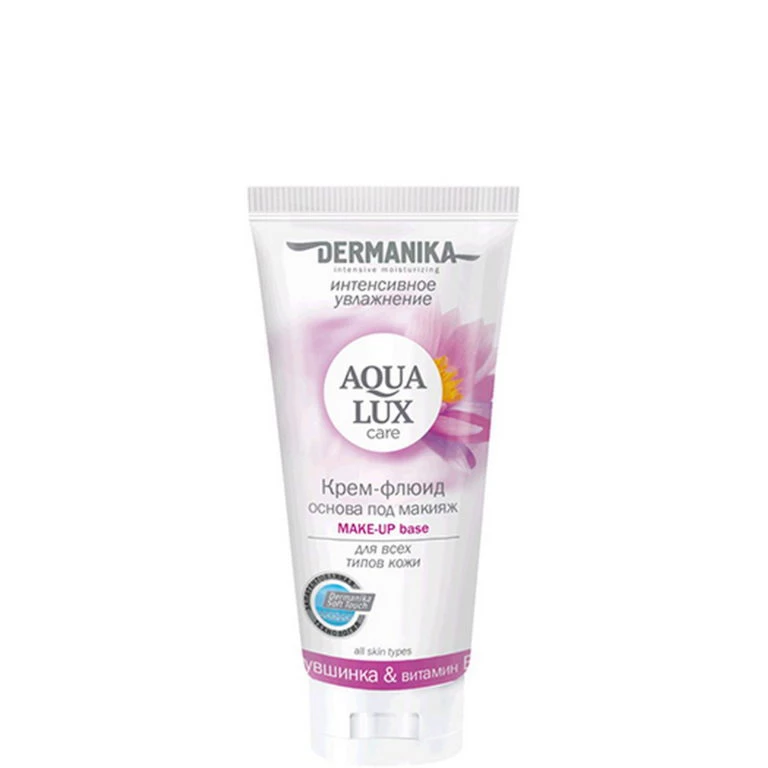 DERMANIKA
intensive moisturizing
интенсивное
увлажнение
AQUA
LUX
care
Крем-флюид
основа под макияж
MAKE-UP base
для всех
типов кожи
Dermanika
Soft Touch
all skin types
увшинка & витамин